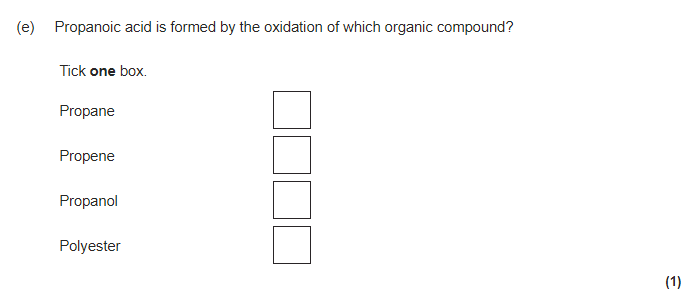 (e) Propanoic acid is formed by the oxidation of which organic compound?
Tick one box.
Propane
Propene
Propanol
Polyester
(1)